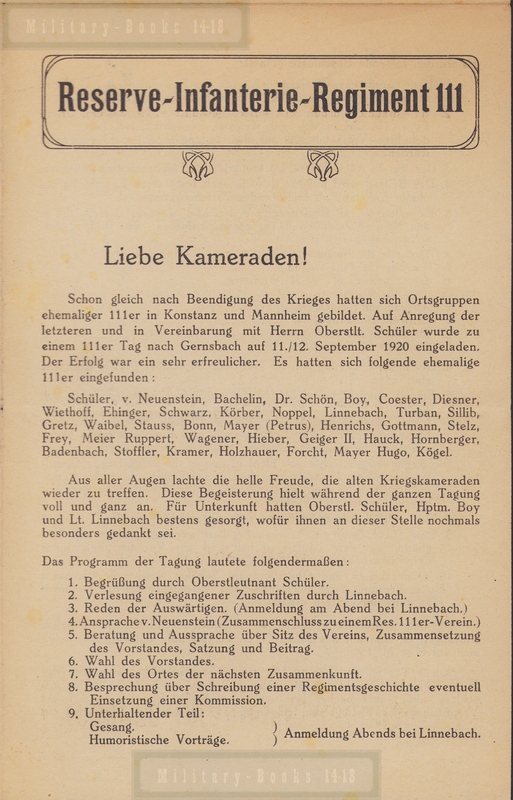 Military-Books 14-18
Reserve-Infanterie-Regiment 111
Liebe Kameraden!
Schon gleich nach Beendigung des Krieges hatten sich Ortsgruppen
ehemaliger 111er in Konstanz und Mannheim gebildet. Auf Anregung der
letzteren und in Vereinbarung mit Herrn Oberstlt. Schüler wurde zu
einem 111er Tag nach Gernsbach auf 11./12. September 1920 eingeladen.
Der Erfolg war ein sehr erfreulicher. Es hatten sich folgende ehemalige
111er eingefunden:
Schüler, v. Neuenstein, Bachelin, Dr. Schön, Boy, Coester, Diesner,
Wiethoff, Ehinger, Schwarz, Körber, Noppel, Linnebach, Turban, Sillib,
Gretz, Waibel, Stauss, Bonn, Mayer (Petrus), Henrichs, Gottmann, Stelz,
Frey, Meier Ruppert, Wagener, Hieber, Geiger II, Hauck, Hornberger,
Badenbach, Stoffler, Kramer, Holzhauer, Forcht, Mayer Hugo, Kögel.
Aus aller Augen lachte die helle Freude, die alten Kriegskameraden
wieder zu treffen. Diese Begeisterung hielt während der ganzen Tagung
voll und ganz an. Für Unterkunft hatten Oberstl. Schüler, Hptm. Boy
und Lt. Linnebach bestens gesorgt, wofür ihnen an dieser Stelle nochmals
besonders gedankt sei.
Das Programm der Tagung lautete folgendermaßen:
1. Begrüßung durch Oberstleutnant Schüler.
2. Verlesung eingegangener Zuschriften durch Linnebach.
3. Reden der Auswärtigen. (Anmeldung am Abend bei Linnebach.)
4. Ansprache v. Neuenstein (Zusammenschluss zu einem Res. 111er-Verein.)
5. Beratung und Aussprache über Sitz des Vereins, Zusammensetzung
des Vorstandes, Satzung und Beitrag.
6. Wahl des Vorstandes.
7. Wahl des Ortes der nächsten Zusammenkunft.
8. Besprechung über Schreibung einer Regimentsgeschichte eventuell
Einsetzung einer Kommission.
9. Unterhaltender Teil:
Gesang. )
Humoristische Vorträge. ) Anmeldung Abends bei Linnebach.
Military-Books 14-18